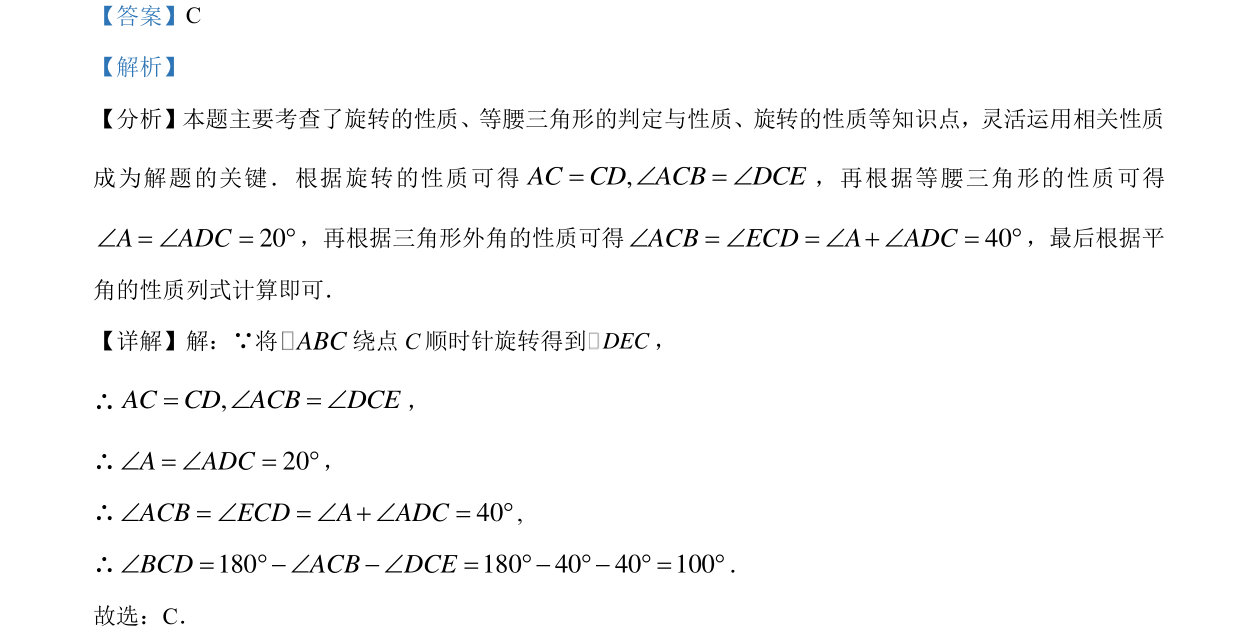 【答案】C
【解析】
【分析】本题主要考查了旋转的性质、等腰三角形的判定与性质、旋转的性质等知识点，灵活运用相关性质
成为解题的关键．根据旋转的性质可得 AC = CD, ∠ACB = ∠DCE ，再根据等腰三角形的性质可得
∠A = ∠ADC = 20°，再根据三角形外角的性质可得 ∠ACB = ∠ECD = ∠A + ∠ADC = 40°，最后根据平
角的性质列式计算即可．
【详解】解：∵将□ABC 绕点 C 顺时针旋转得到□DEC，
∴ AC = CD, ∠ACB = ∠DCE ，
∴ ∠A = ∠ADC = 20°，
∴ ∠ACB = ∠ECD = ∠A + ∠ADC = 40°,
∴ ∠BCD = 180° − ∠ACB − ∠DCE = 180° − 40° − 40° = 100°．
故选：C．